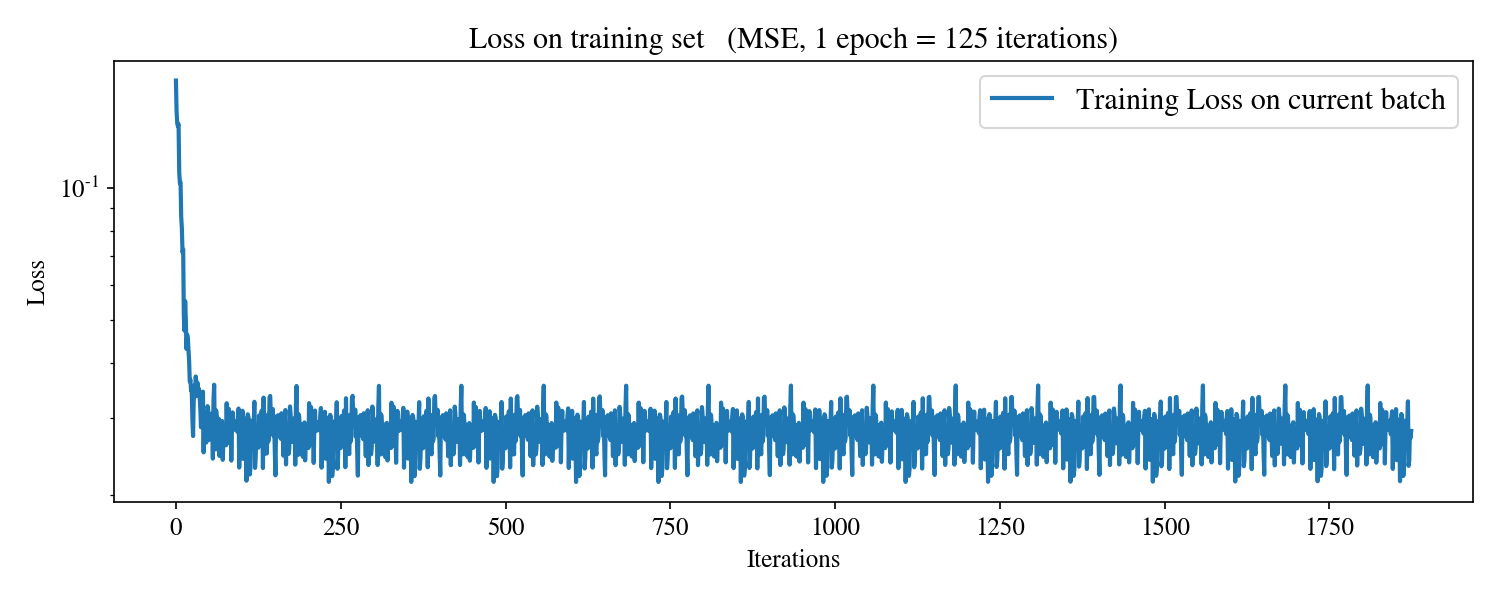 Loss on training set (MSE, 1 epoch = 125 iterations)
Training Loss on current batch
10^-1
Loss
0 250 500 750 1000 1250 1500 1750
Iterations